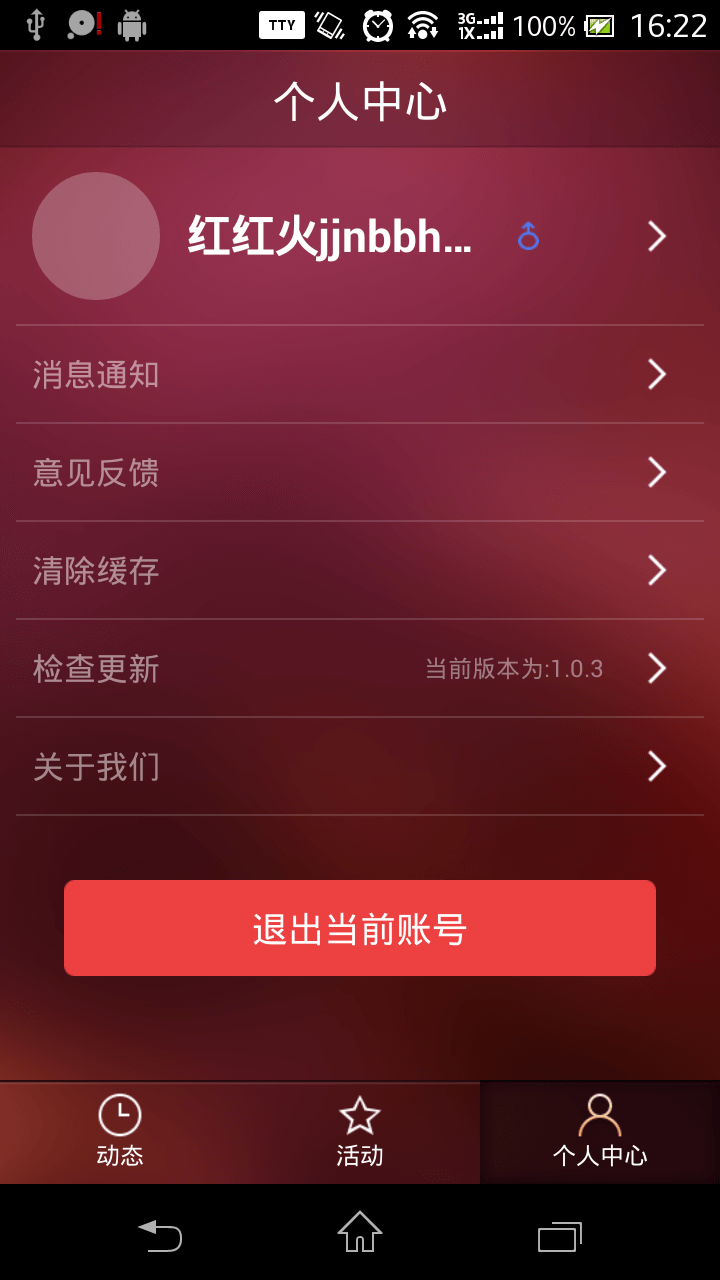 TTY 3G 1X 100% 16:22
个人中心
红红火jjnbbh...
消息通知
意见反馈
清除缓存
检查更新 当前版本为:1.0.3
关于我们
退出当前账号
动态 活动 个人中心